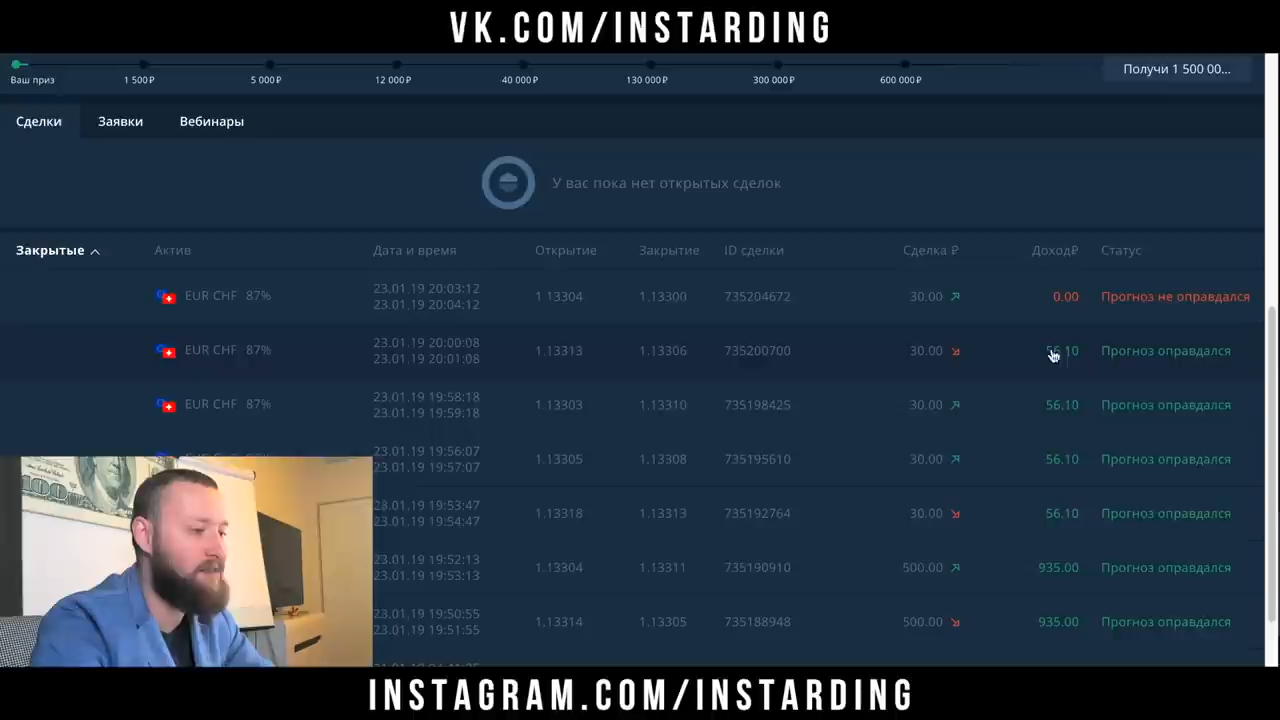 VK.COM/INSTARDING
Ваш приз 1 500 ₽ 5 000 ₽ 12 000 ₽ 40 000 ₽ 130 000 ₽ 300 000 ₽ 600 000 ₽ Получи 1 500 00...
Сделки Заявки Вебинары
У вас пока нет открытых сделок
Закрытые Актив Дата и время Открытие Закрытие ID сделки Сделка ₽ Доход₽ Статус
EUR CHF 87% 23.01.19 20:03:12 1.13304 1.13300 735204672 30.00 0.00 Прогноз не оправдался
23.01.19 20:04:12
EUR CHF 87% 23.01.19 20:00:08 1.13313 1.13306 735200700 30.00 56.10 Прогноз оправдался
23.01.19 20:01:08
EUR CHF 87% 23.01.19 19:58:18 1.13303 1.13310 735198425 30.00 56.10 Прогноз оправдался
23.01.19 19:59:18
23.01.19 19:56:07 1.13305 1.13308 735195610 30.00 56.10 Прогноз оправдался
23.01.19 19:57:07
23.01.19 19:53:47 1.13318 1.13313 735192764 30.00 56.10 Прогноз оправдался
23.01.19 19:54:47
23.01.19 19:52:13 1.13304 1.13311 735190910 500.00 935.00 Прогноз оправдался
23.01.19 19:53:13
23.01.19 19:50:55 1.13314 1.13305 735188948 500.00 935.00 Прогноз оправдался
23.01.19 19:51:55
100
INSTAGRAM.COM/INSTARDING